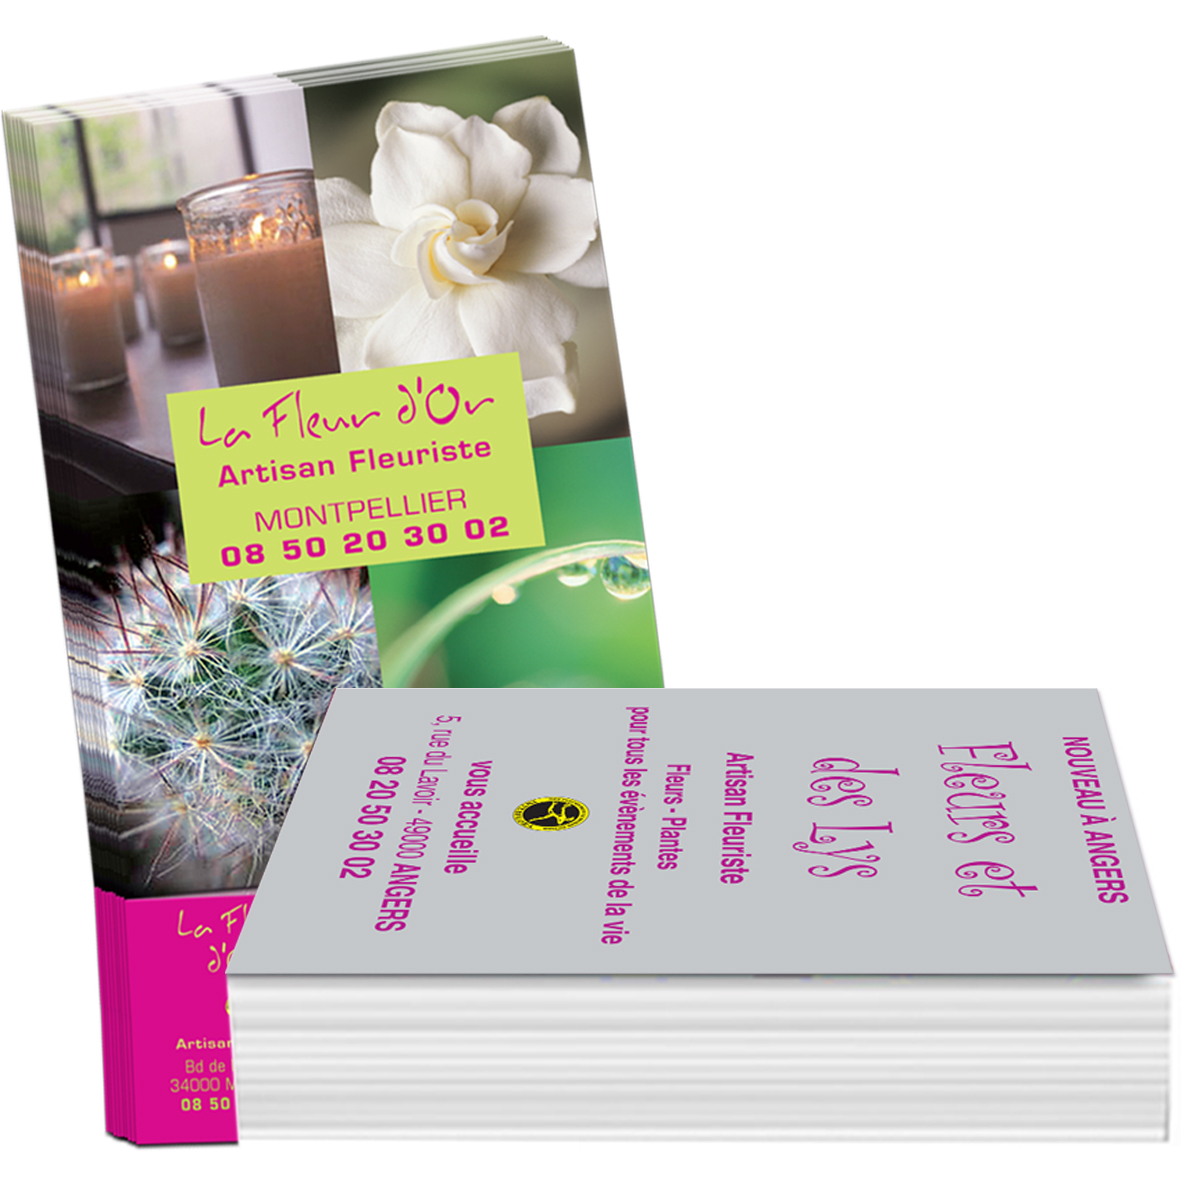 La Fleur d'Or
Artisan Fleuriste
MONTPELLIER
08 50 20 30 02
La
Bd de
34000
08 50
NOUVEAU À ANGERS
Fleurs et
des Lys
Artisan Fleuriste
Fleurs - Plantes
pour tous les évènements de la vie
vous accueille
5, rue du Lavoir - 49000 ANGERS
08 20 50 30 02